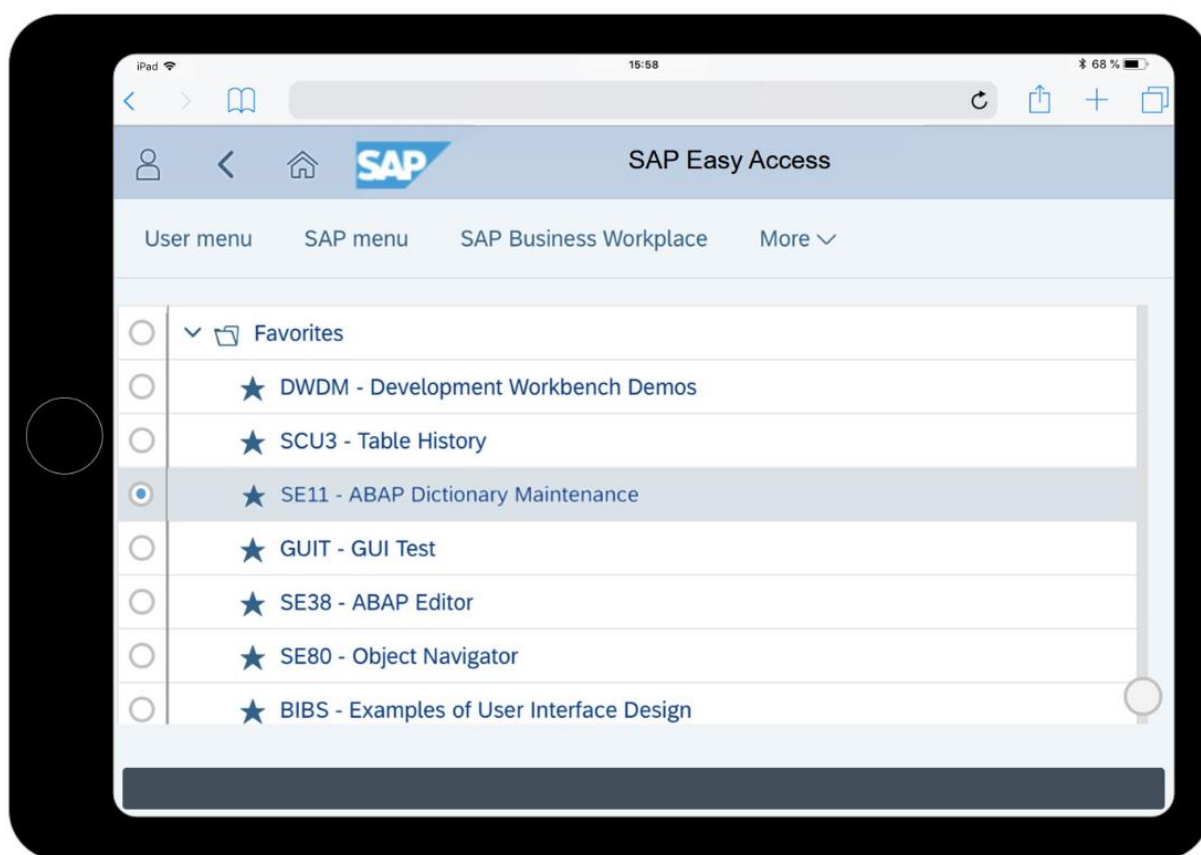 iPad 15:58 68 %
SAP SAP Easy Access
User menu SAP menu SAP Business Workplace More
Favorites
DWDM - Development Workbench Demos
SCU3 - Table History
SE11 - ABAP Dictionary Maintenance
GUIT - GUI Test
SE38 - ABAP Editor
SE80 - Object Navigator
BIBS - Examples of User Interface Design